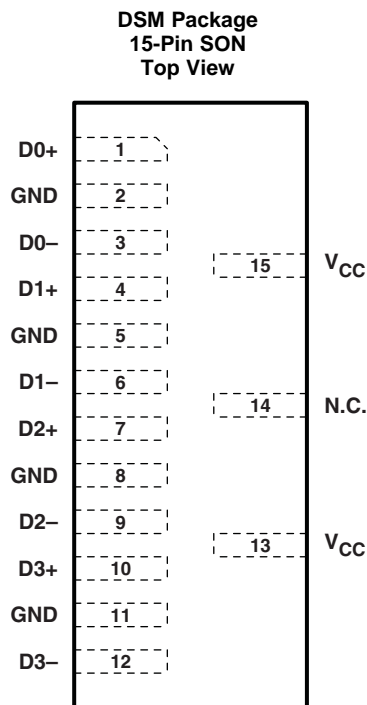 DSM Package
15-Pin SON
Top View
D0+ 1
GND 2
D0– 3
15 VCC
D1+ 4
GND 5
D1– 6
14 N.C.
D2+ 7
GND 8
D2– 9
13 VCC
D3+ 10
GND 11
D3– 12